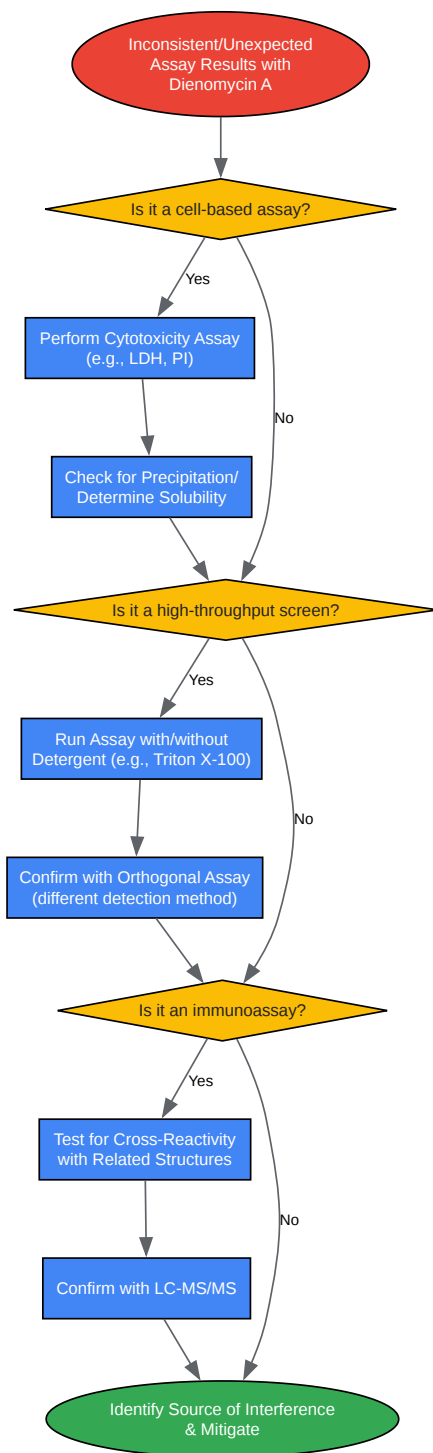 Inconsistent/Unexpected
Assay Results with
Dienomycin A
Is it a cell-based assay?
Yes
Perform Cytotoxicity Assay
(e.g., LDH, PI)
No
Check for Precipitation/
Determine Solubility
Is it a high-throughput screen?
Yes
Run Assay with/without
Detergent (e.g., Triton X-100)
No
Confirm with Orthogonal Assay
(different detection method)
Is it an immunoassay?
Yes
Test for Cross-Reactivity
with Related Structures
No
Confirm with LC-MS/MS
Identify Source of Interference
& Mitigate